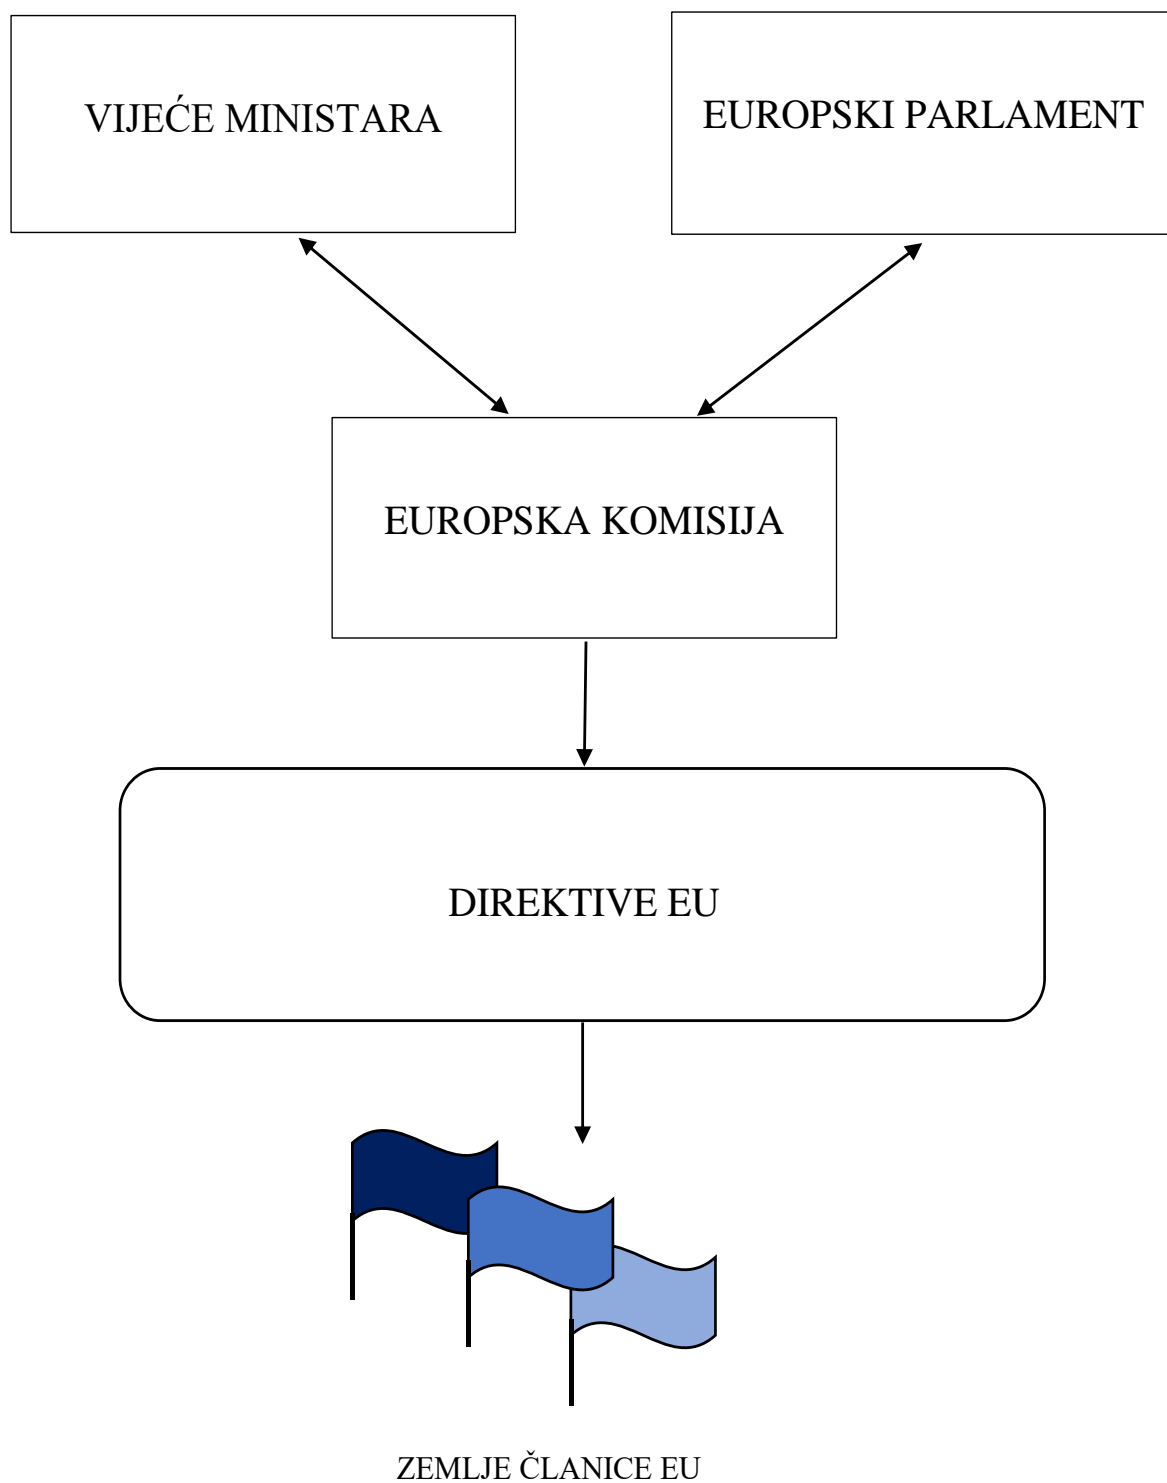 VIJEĆE MINISTARA
EUROPSKI PARLAMENT
EUROPSKA KOMISIJA
DIREKTIVE EU
ZEMLJE ČLANICE EU